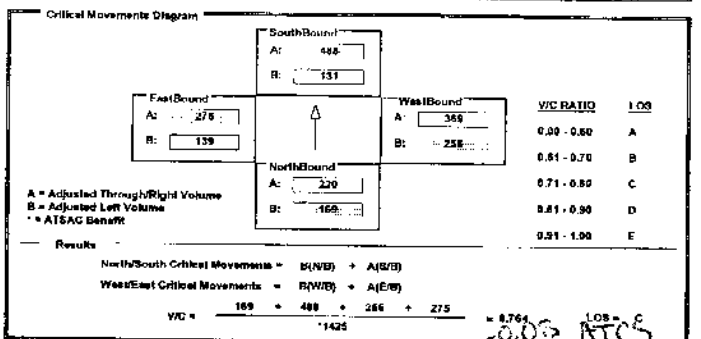 Critical Movements Diagram
SouthBound
A: 488
B: 131
EastBound
A: 275
B: 139
WestBound
A: 369
B:
NorthBound
A: 220
B: 169
V/C RATIO LOS
0.00 - 0.60 A
0.61 - 0.70 B
0.71 - 0.80 C
0.81 - 0.90 D
0.91 - 1.00 E
A = Adjusted Through/Right Volume
B = Adjusted Left Volume
* = ATSAC Benefit
Results
North/South Critical Movements = B(N/B) + A(S/B)
West/East Critical Movements = B(W/B) + A(E/B)
V/C = 169 + 488 + + 275
*1425
= 0.764 LOS = C
ATCS